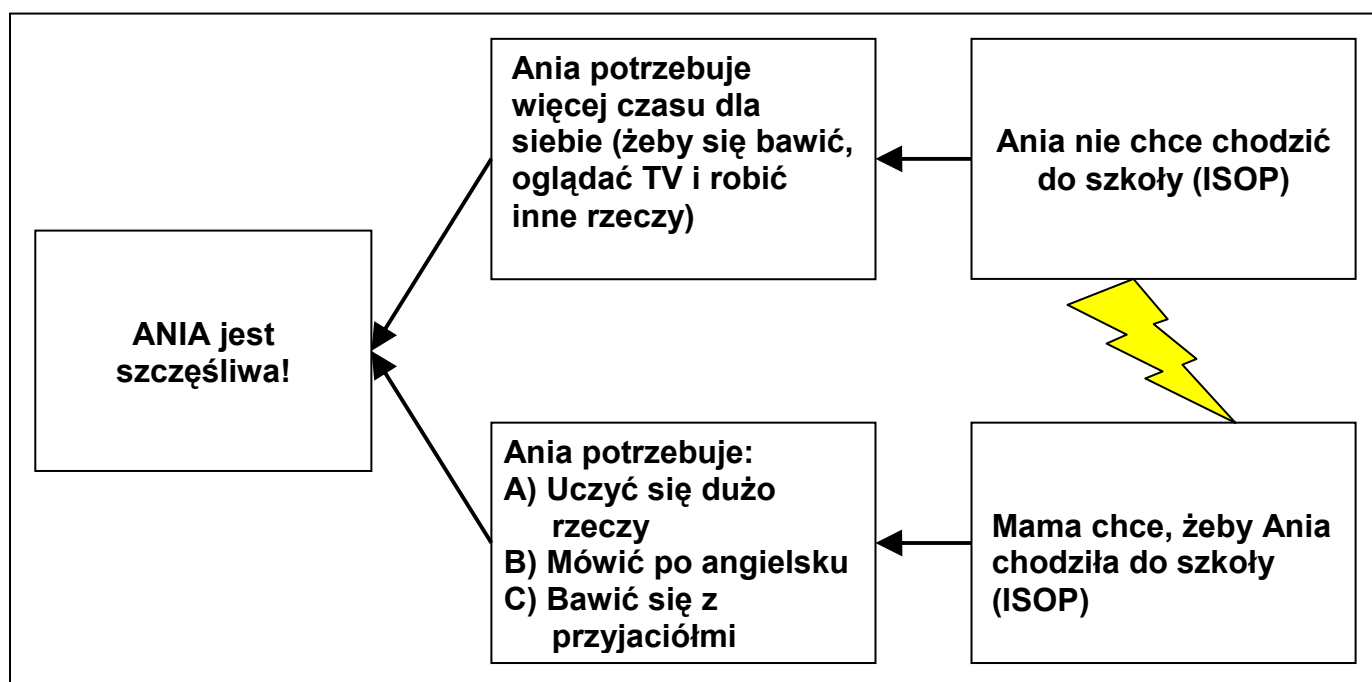 Ania potrzebuje
więcej czasu dla
siebie (żeby się bawić,
oglądać TV i robić
inne rzeczy)
Ania nie chce chodzić
do szkoły (ISOP)
ANIA jest
szczęśliwa!
Ania potrzebuje:
A) Uczyć się dużo
rzeczy
B) Mówić po angielsku
C) Bawić się z
przyjaciółmi
Mama chce, żeby Ania
chodziła do szkoły
(ISOP)